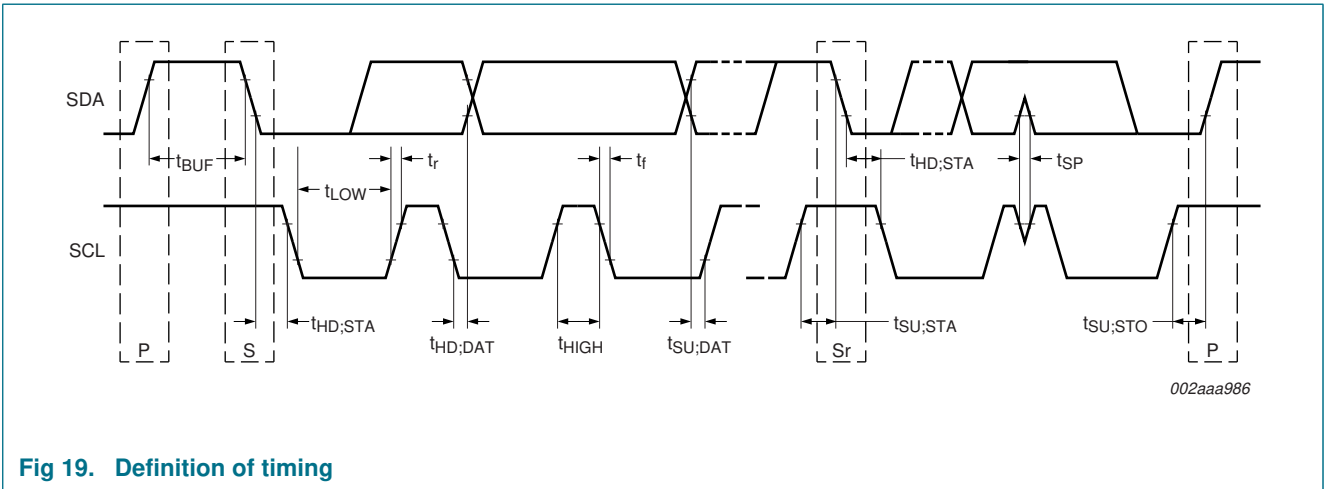 SDA
tBUF
tr
tf
tHD;STA
tSP
tLOW
SCL
tHD;STA
tHD;DAT
tHIGH
tSU;DAT
tSU;STA
tSU;STO
P
S
Sr
P
002aaa986
Fig 19. Definition of timing